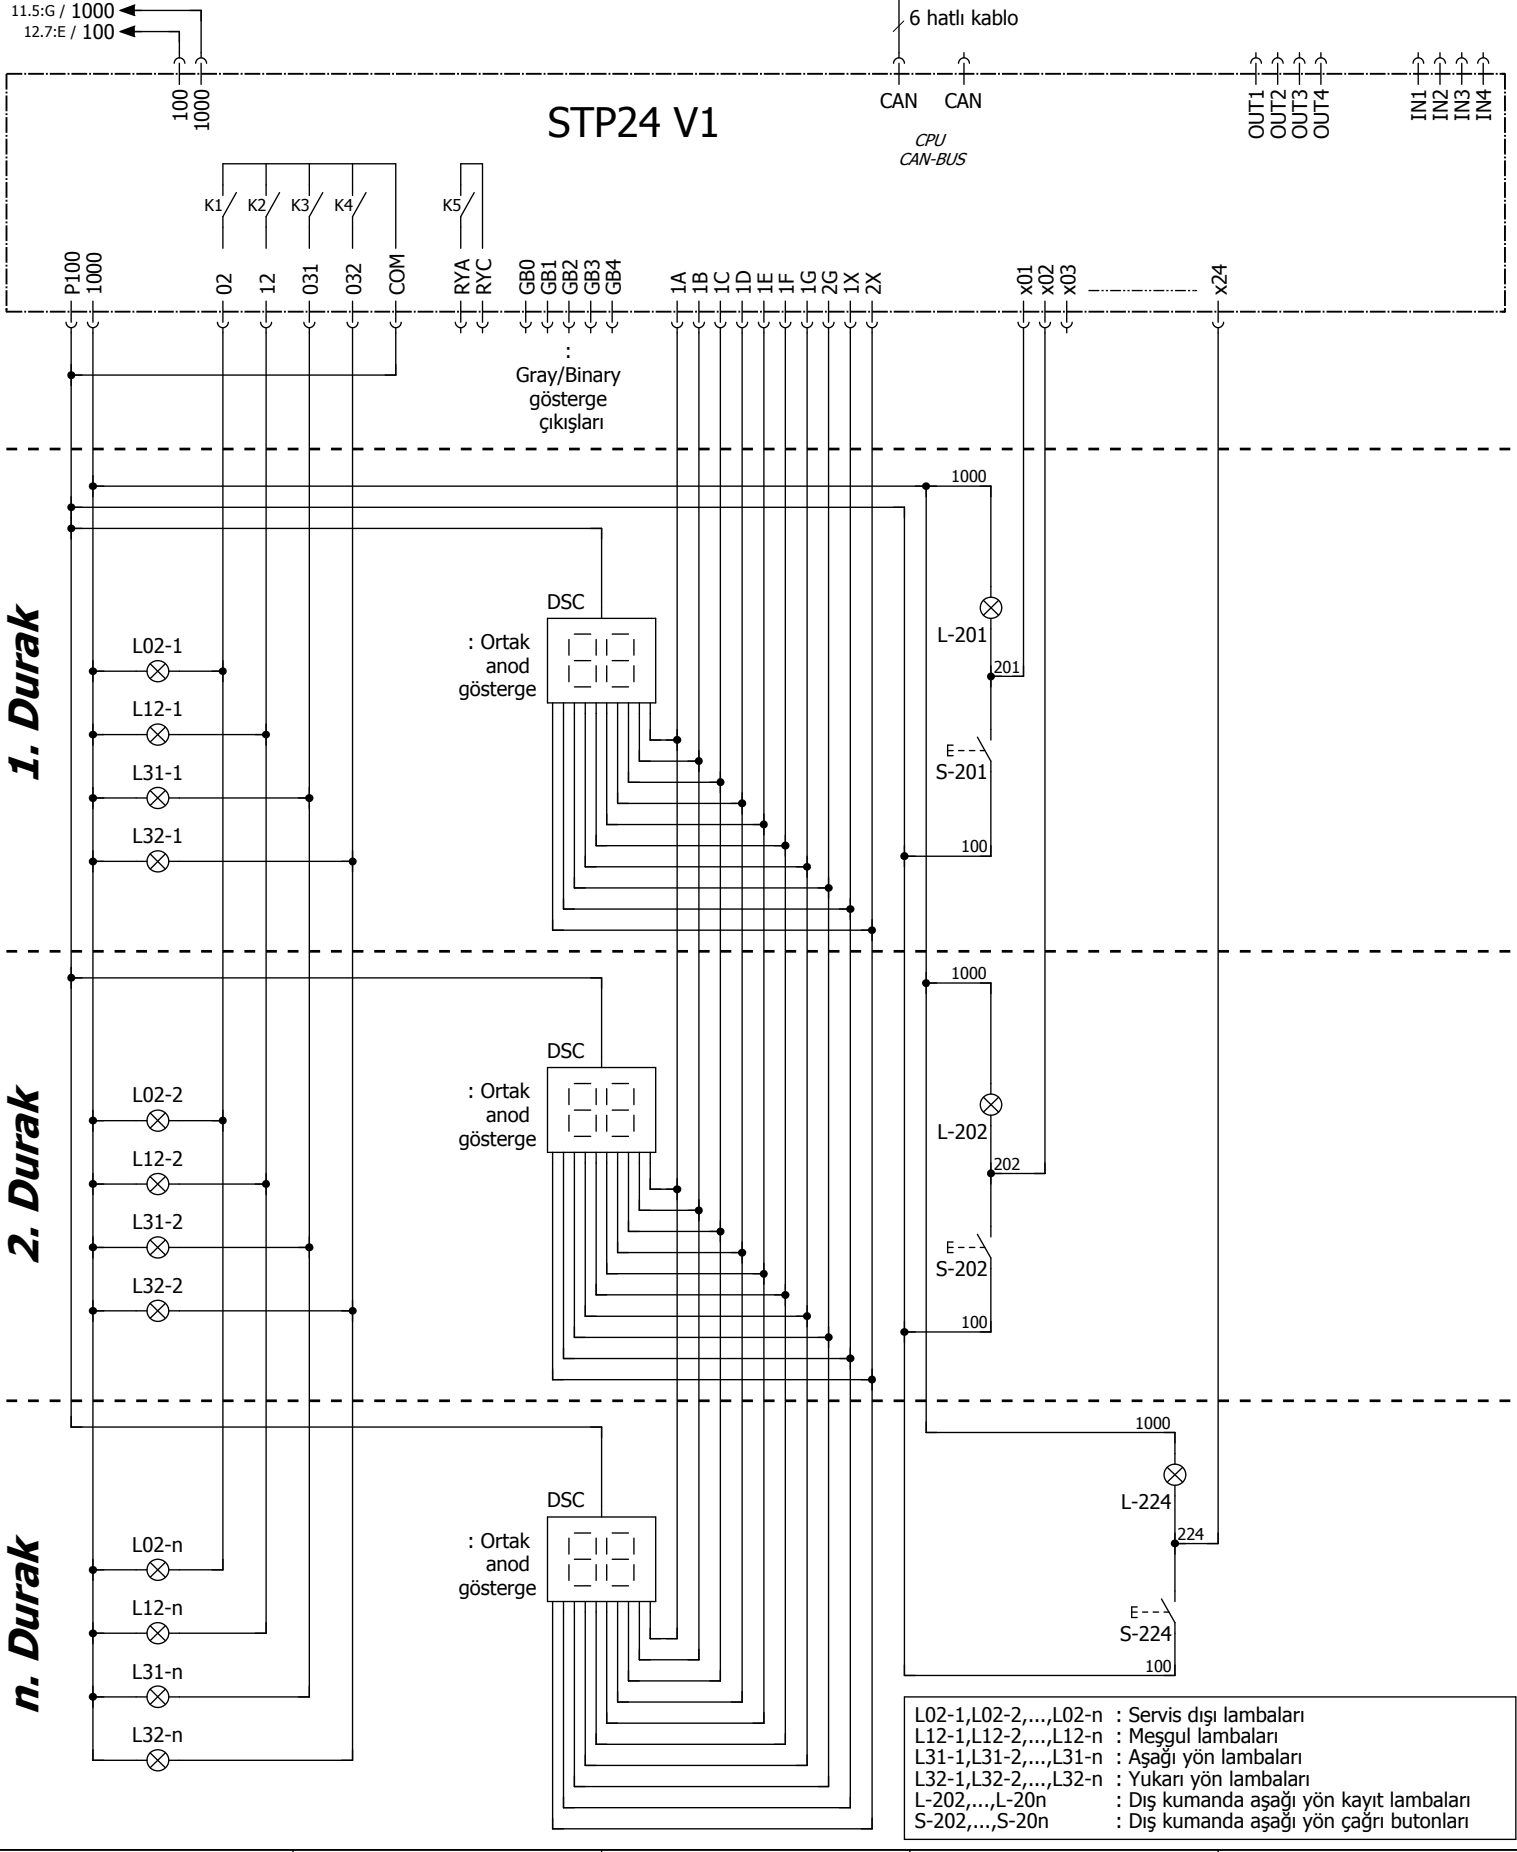 11.5:G / 1000
12.7:E / 100
6 hatlı kablo
100
1000
STP24 V1
CAN
CAN
CPU
CAN-BUS
OUT1
OUT2
OUT3
OUT4
IN1
IN2
IN3
IN4
K1
K2
K3
K4
K5
P100
1000
02
12
031
032
COM
RYA
RYC
GB0
GB1
GB2
GB3
GB4
1A
1B
1C
1D
1E
1F
1G
2G
1X
2X
x01
x02
x03
x24
:
Gray/Binary
gösterge
çıkışları
1. Durak
1000
DSC
: Ortak
anod
gösterge
L02-1
L12-1
L31-1
L32-1
L-201
201
S-201
100
2. Durak
1000
DSC
: Ortak
anod
gösterge
L02-2
L12-2
L31-2
L32-2
L-202
202
S-202
100
n. Durak
1000
DSC
: Ortak
anod
gösterge
L02-n
L12-n
L31-n
L32-n
L-224
224
S-224
100
L02-1,L02-2,...,L02-n : Servis dışı lambaları
L12-1,L12-2,...,L12-n : Meşgul lambaları
L31-1,L31-2,...,L31-n : Aşağı yön lambaları
L32-1,L32-2,...,L32-n : Yukarı yön lambaları
L-202,...,L-20n : Dış kumanda aşağı yön kayıt lambaları
S-202,...,S-20n : Dış kumanda aşağı yön çağrı butonları